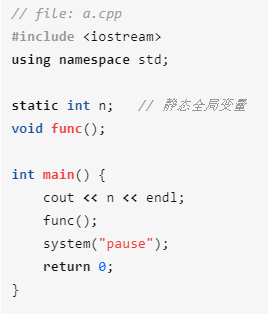 // file: a.cpp
#include <iostream>
using namespace std;
static int n;   // 静态全局变量
void func();
int main() {
    cout << n << endl;
    func();
    system("pause");
    return 0;
}